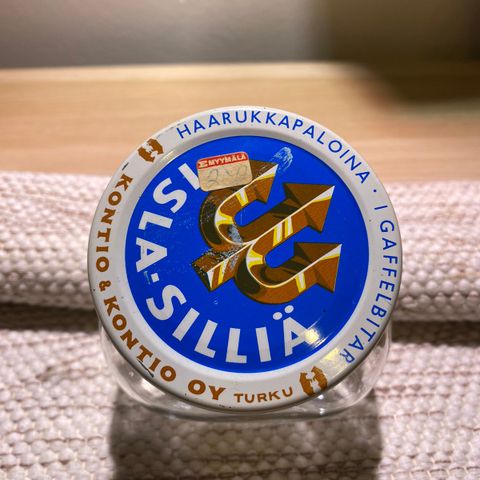 HAARUKKAPALOINA · I GAFFELBITAR
ISLA-SILLIÄ
KONTIO & KONTIO OY TURKU
E MYYMÄLÄ